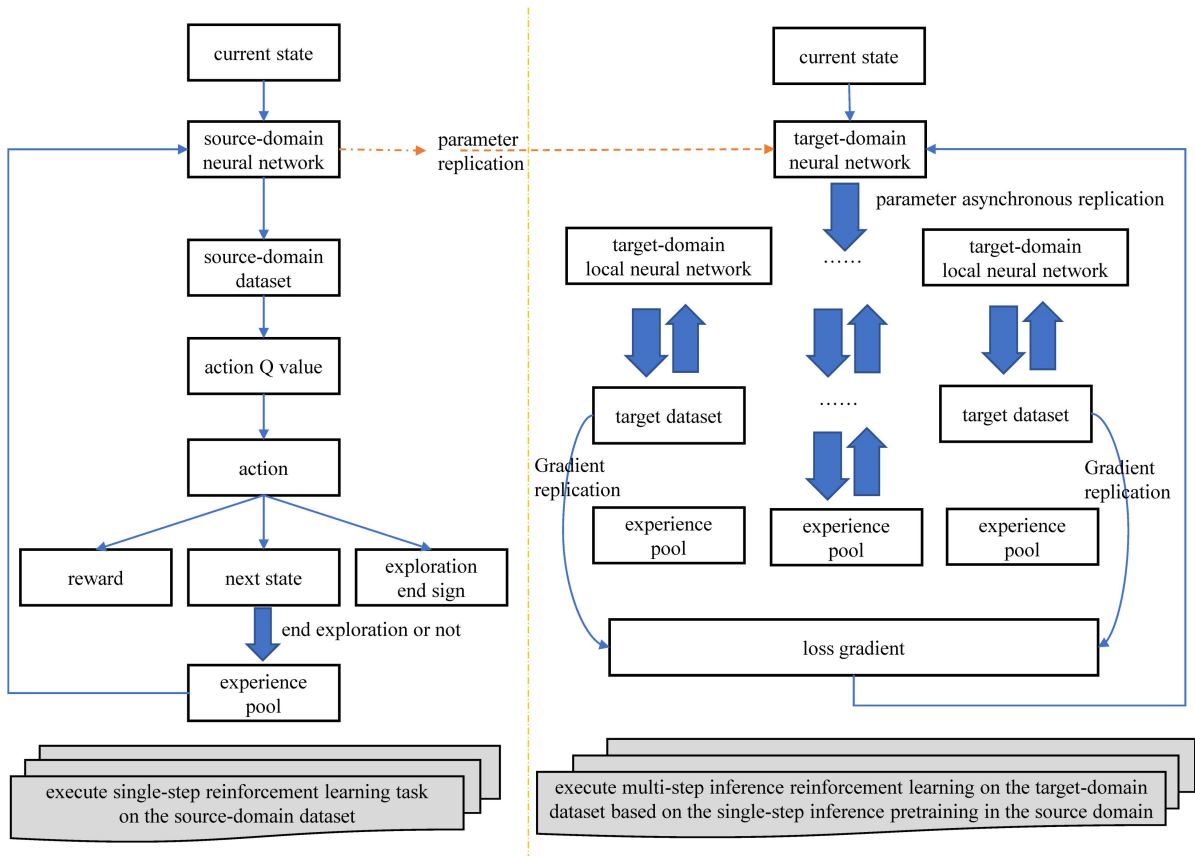 current state
source-domain
neural network
parameter
replication
source-domain
dataset
action Q value
action
reward
next state
exploration
end sign
end exploration or not
experience
pool
execute single-step reinforcement learning task
on the source-domain dataset
current state
target-domain
neural network
parameter asynchronous replication
target-domain
local neural network
......
target-domain
local neural network
target dataset
......
target dataset
Gradient
replication
Gradient
replication
experience
pool
experience
pool
experience
pool
loss gradient
execute multi-step inference reinforcement learning on the target-domain
dataset based on the single-step inference pretraining in the source domain